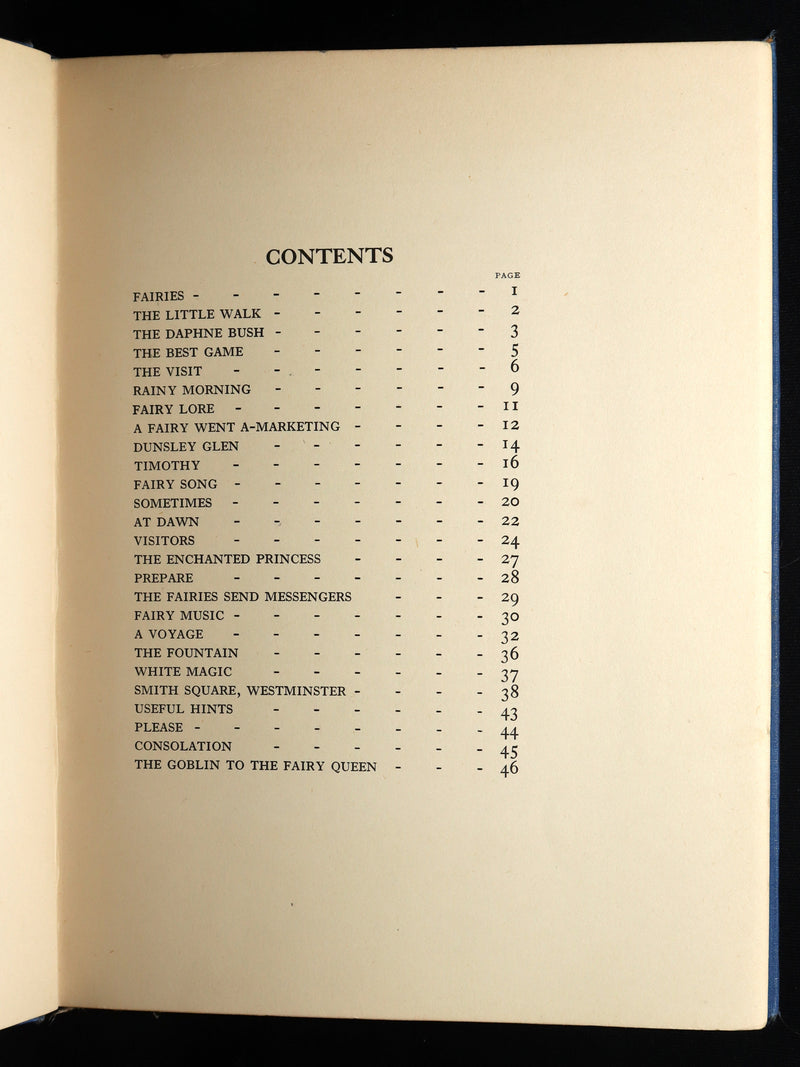 CONTENTS
PAGE
FAIRIES - - - - - - - - 1
THE LITTLE WALK - - - - - - 2
THE DAPHNE BUSH - - - - - - 3
THE BEST GAME - - - - - - 5
THE VISIT - - - - - - - 6
RAINY MORNING - - - - - - 9
FAIRY LORE - - - - - - - 11
A FAIRY WENT A-MARKETING - - - - 12
DUNSLEY GLEN - - - - - - 14
TIMOTHY - - - - - - - 16
FAIRY SONG - - - - - - - 19
SOMETIMES - - - - - - - 20
AT DAWN - - - - - - - 22
VISITORS - - - - - - - 24
THE ENCHANTED PRINCESS - - - - 27
PREPARE - - - - - - - 28
THE FAIRIES SEND MESSENGERS - - - 29
FAIRY MUSIC - - - - - - - 30
A VOYAGE - - - - - - - 32
THE FOUNTAIN - - - - - - 36
WHITE MAGIC - - - - - - 37
SMITH SQUARE, WESTMINSTER - - - - 38
USEFUL HINTS - - - - - - 43
PLEASE - - - - - - - - 44
CONSOLATION - - - - - - 45
THE GOBLIN TO THE FAIRY QUEEN - - - 46